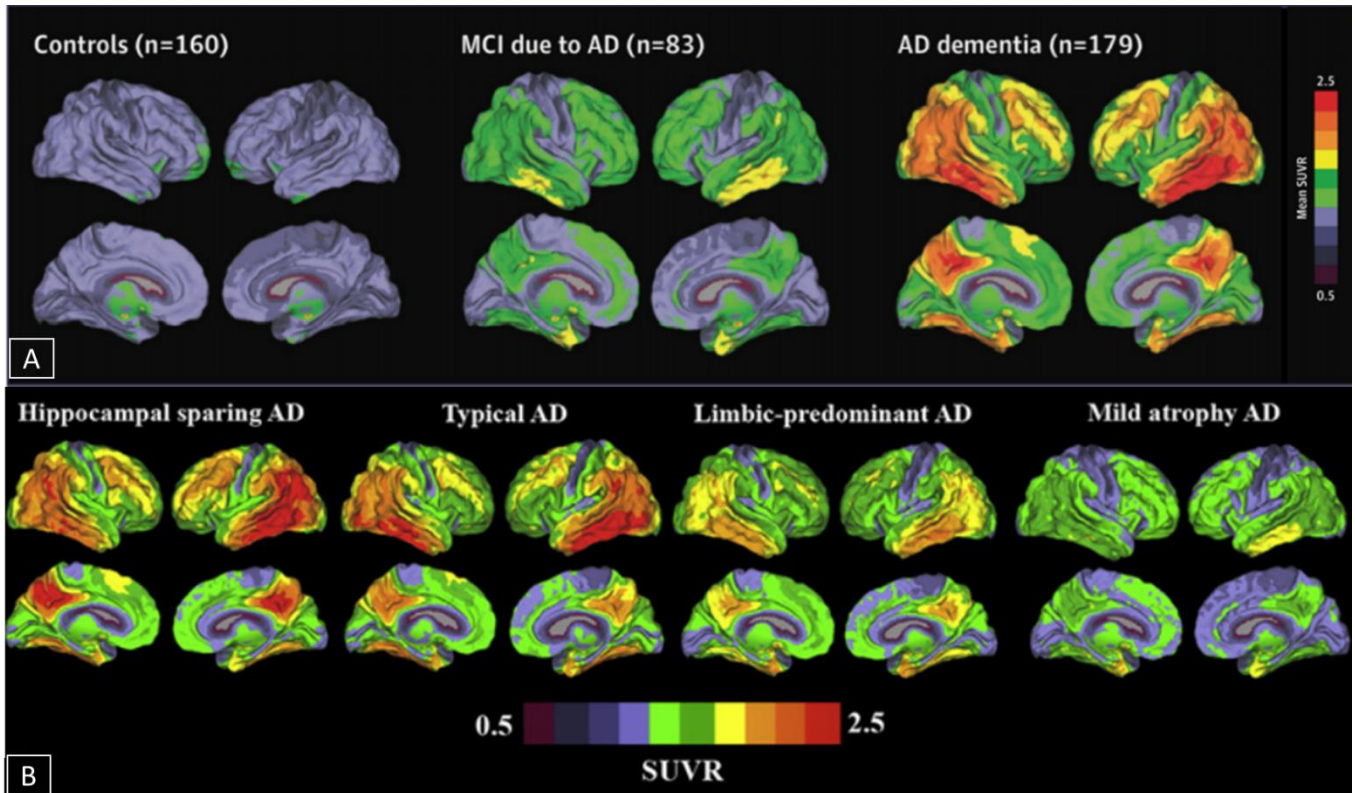 Controls (n=160)
MCI due to AD (n=83)
AD dementia (n=179)
2.5
Mean SUVR
0.5
A
Hippocampal sparing AD
Typical AD
Limbic-predominant AD
Mild atrophy AD
0.5
2.5
SUVR
B